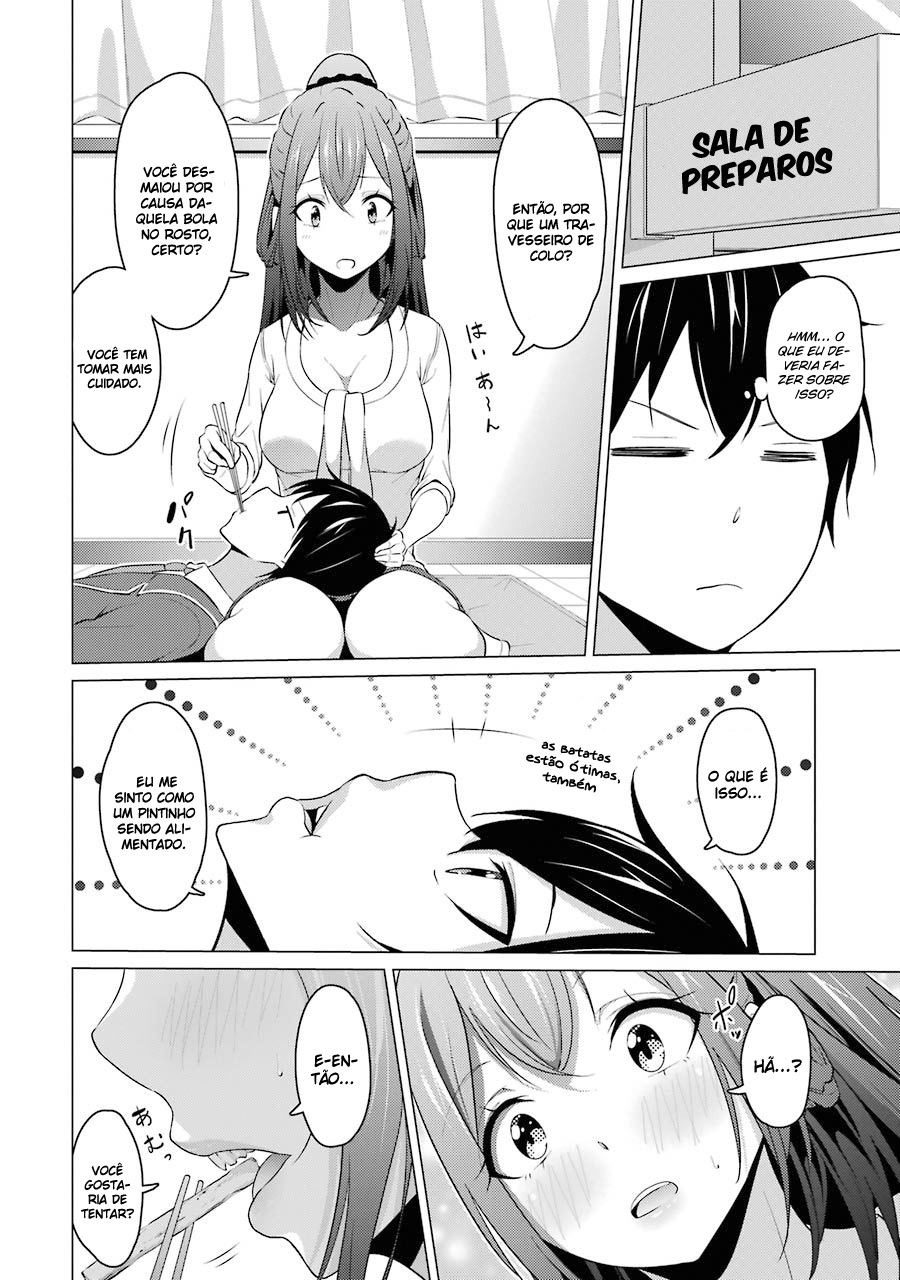 SALA DE
PREPAROS
HMM... O
QUE EU DE-
VERIA FA-
ZER SOBRE
ISSO?
ENTÃO, POR
QUE UM TRA-
VESSEIRO DE
COLO?
はい あ~ん
VOCÊ DES-
MAIOU POR
CAUSA DA-
QUELA BOLA
NO ROSTO,
CERTO?
VOCÊ TEM
TOMAR MAIS
CUIDADO.
パク
O QUE É
ISSO...
AS BATATAS
ESTÃO ÓTIMAS,
TAMBÉM
EU ME
SINTO COMO
UM PINTINHO
SENDO ALI-
MENTADO.
ポッ
HÃ...?
E-EN-
TÃO...
あむっ
VOCÊ
GOSTA-
RIA DE
TENTAR?